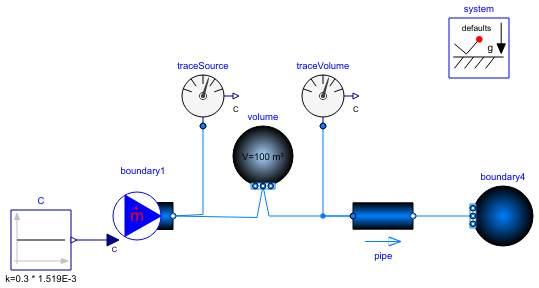 system
defaults
g
traceSource
traceVolume
C
C
volume
V=100 m³
boundary1
boundary4
C
ṁ
C
pipe
k=0.3 * 1.519E-3